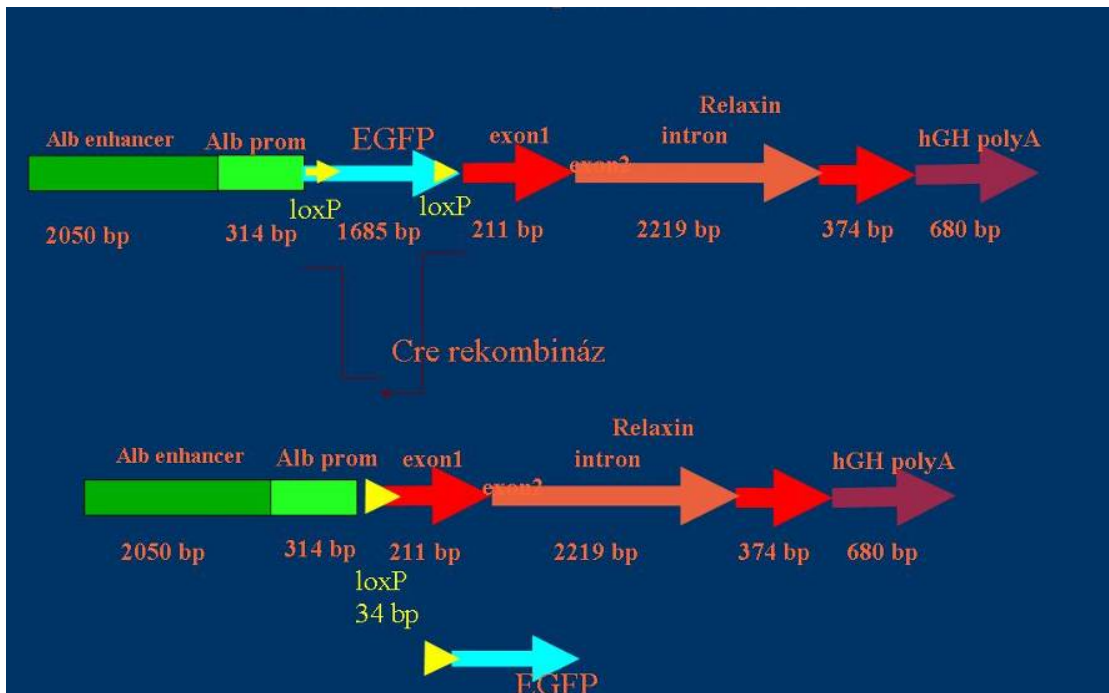 Relaxin
Alb enhancer Alb prom EGFP exon1 exon2 intron hGH polyA
loxP loxP
2050 bp 314 bp 1685 bp 211 bp 2219 bp 374 bp 680 bp
Cre rekombináz
Relaxin
Alb enhancer Alb prom exon1 exon2 intron hGH polyA
2050 bp 314 bp 211 bp 2219 bp 374 bp 680 bp
loxP
34 bp
EGFP